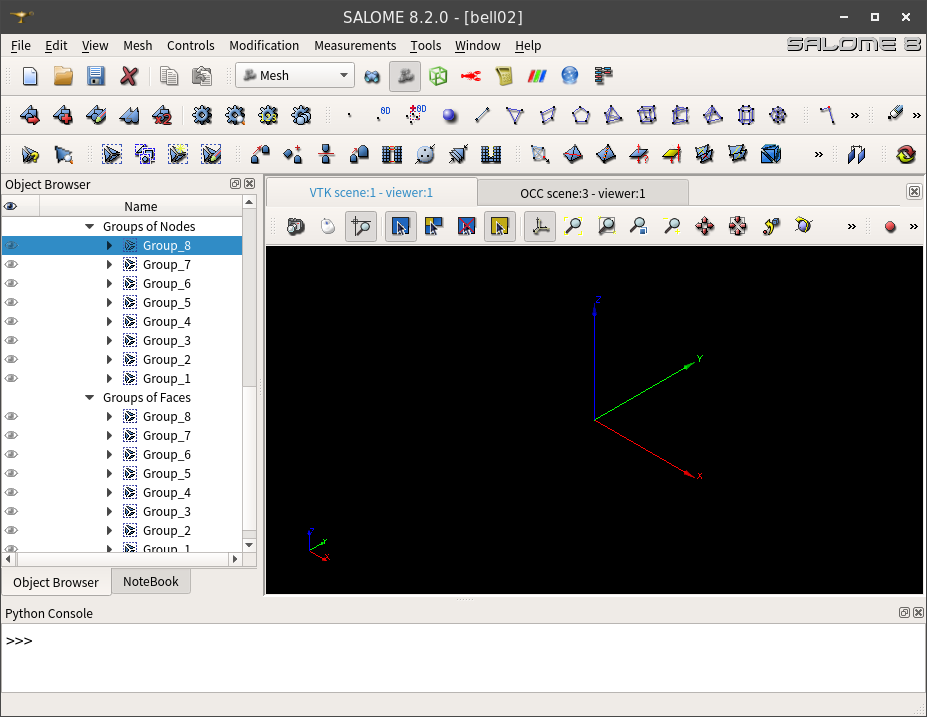 SALOME 8.2.0 - [bell02]
File Edit View Mesh Controls Modification Measurements Tools Window Help
SALOME 8
Mesh
0D
0D
Object Browser
Name
Groups of Nodes
Group_8
Group_7
Group_6
Group_5
Group_4
Group_3
Group_2
Group_1
Groups of Faces
Group_8
Group_7
Group_6
Group_5
Group_4
Group_3
Group_2
Group_1
Object Browser
NoteBook
VTK scene:1 - viewer:1
OCC scene:3 - viewer:1
Z
Y
X
Z
Y
X
Python Console
>>>